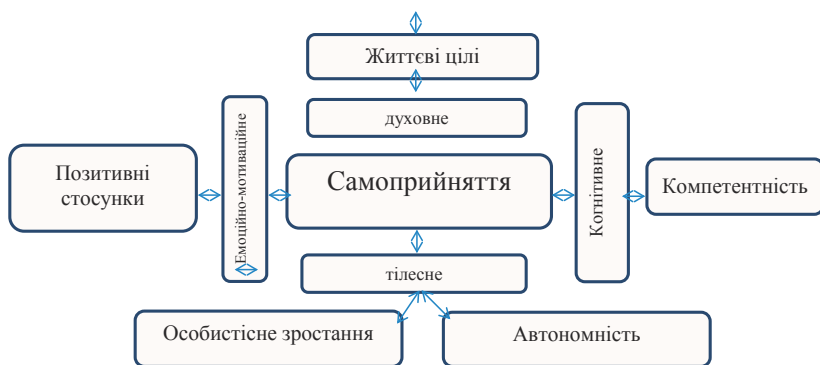 Життєві цілі
духовне
Позитивні
стосунки
Емоційно-мотиваційне
Самоприйняття
Когнітивне
Компетентність
тілесне
Особистісне зростання
Автономність